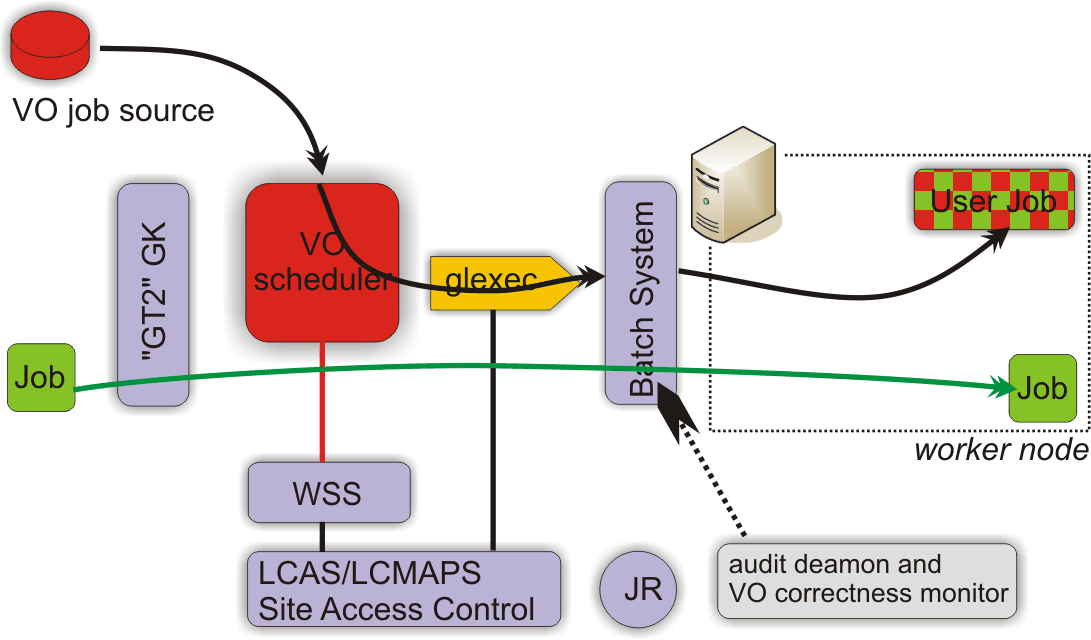 VO job source
"GT2" GK
VO
scheduler
glexec
Batch System
User Job
Job
Job
worker node
WSS
LCAS/LCMAPS
Site Access Control
JR
audit deamon and
VO correctness monitor